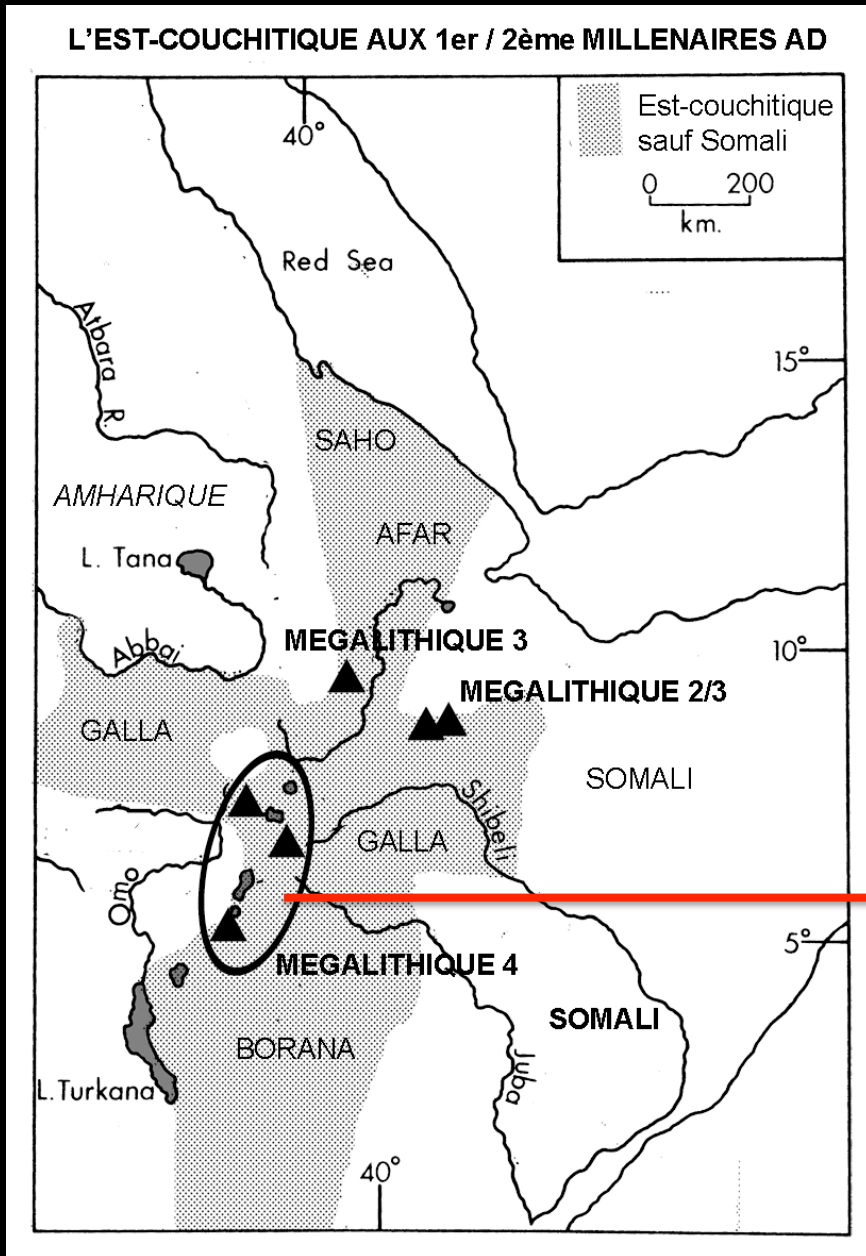 L'EST-COUCHITIQUE AUX 1er / 2ème MILLENAIRES AD
Est-couchitique
sauf Somali
0 200
km.
40°
Red Sea
Atbara R.
15°
SAHO
AMHARIQUE
AFAR
L. Tana
Abbai
MEGALITHIQUE 3
10°
MEGALITHIQUE 2/3
GALLA
SOMALI
Shibeli
GALLA
Omo
5°
MEGALITHIQUE 4
SOMALI
BORANA
Juba
L.Turkana
40°